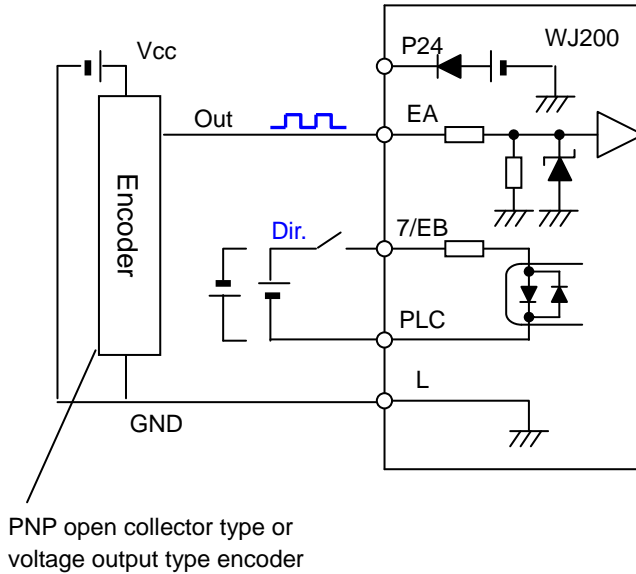 WJ200
P24
Vcc
Out
EA
Encoder
Dir.
7/EB
PLC
L
GND
PNP open collector type or
voltage output type encoder